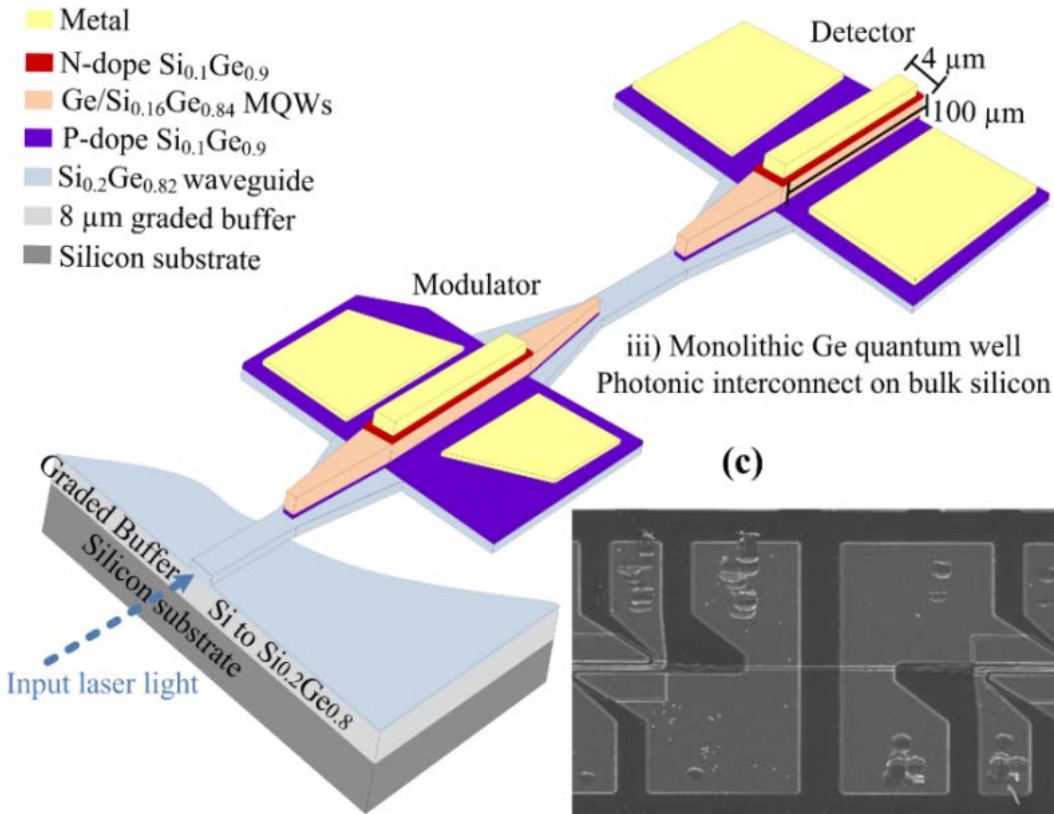 Metal
N-dope Si0.1Ge0.9
Ge/Si0.16Ge0.84 MQWs
P-dope Si0.1Ge0.9
Si0.2Ge0.82 waveguide
8 µm graded buffer
Silicon substrate
Detector
4 µm
100 µm
Modulator
iii) Monolithic Ge quantum well
Photonic interconnect on bulk silicon
(c)
Graded Buffer Si to Si0.2Ge0.8
Silicon substrate
Input laser light